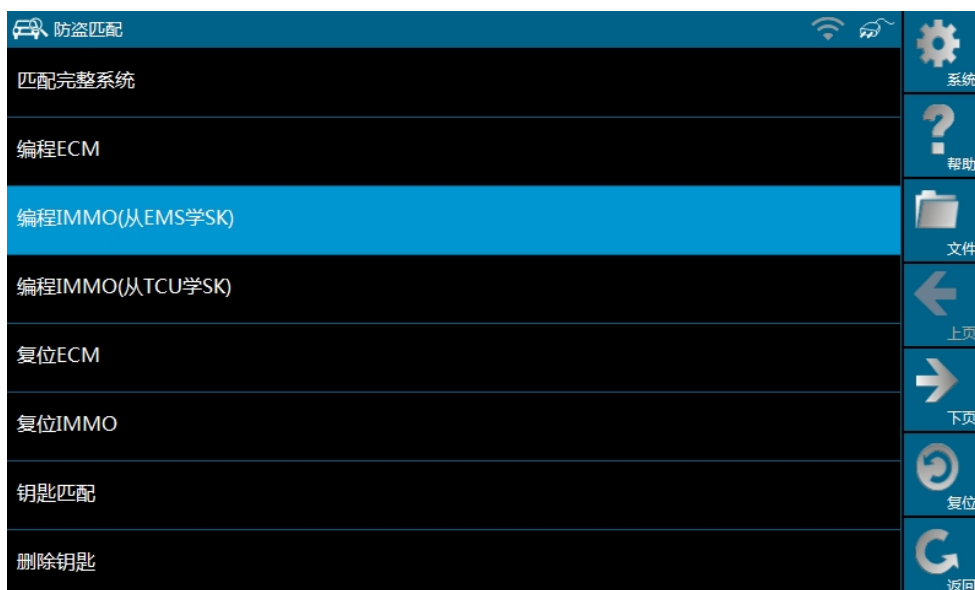 防盗匹配
匹配完整系统
编程ECM
编程IMMO(从EMS学SK)
编程IMMO(从TCU学SK)
复位ECM
复位IMMO
钥匙匹配
删除钥匙
系统
帮助
文件
上页
下页
复位
返回